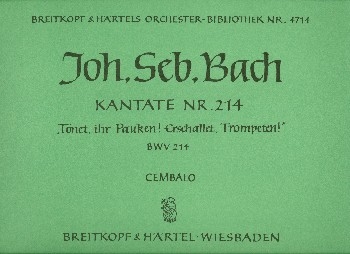 BREITKOPF & HÄRTELS ORCHESTER-BIBLIOTHEK NR. 4714
Joh. Seb. Bach
KANTATE NR. 214
„Tönet, ihr Pauken! Erschallet, Trompeten!"
BWV 214
CEMBALO
BREITKOPF & HÄRTEL · WIESBADEN